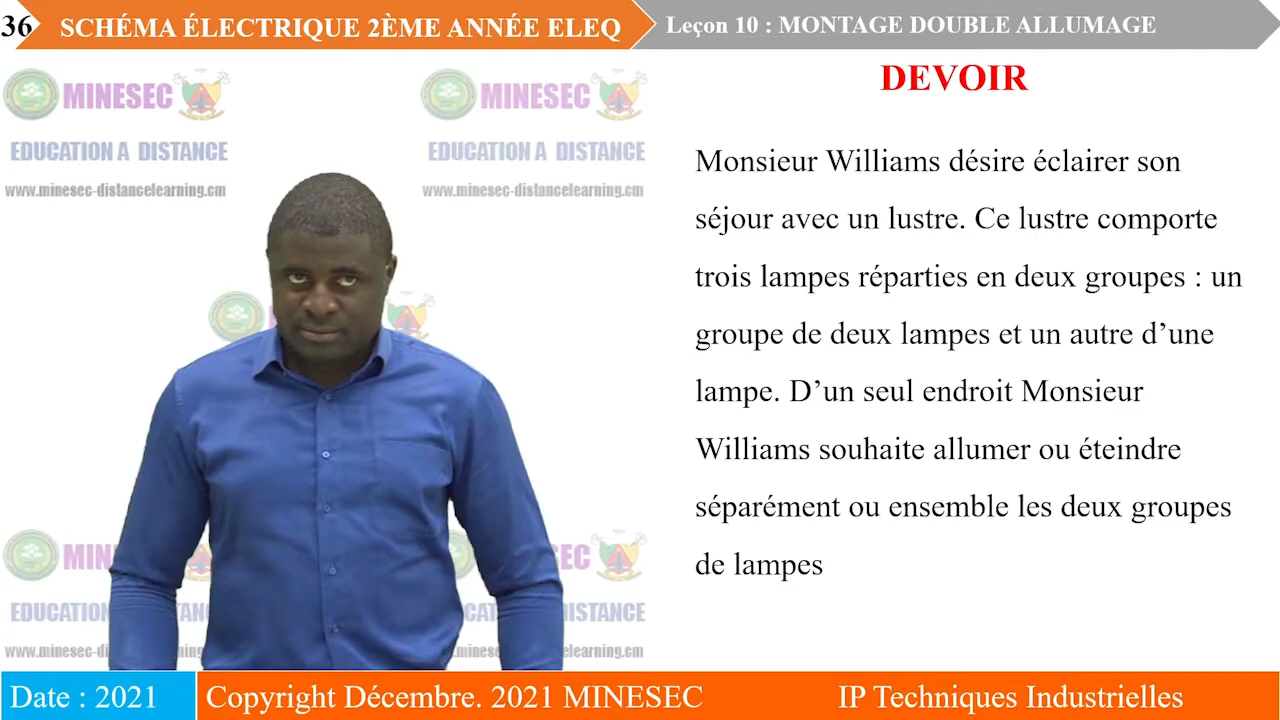 36
SCHÉMA ÉLECTRIQUE 2ÈME ANNÉE ELEQ
Leçon 10 : MONTAGE DOUBLE ALLUMAGE
DEVOIR
MINESEC
EDUCATION A DISTANCE
www.minesec-distancelearning.cm
MINESEC
EDUCATION A DISTANCE
www.minesec-distancelearning.cm
Monsieur Williams désire éclairer son
séjour avec un lustre. Ce lustre comporte
trois lampes réparties en deux groupes : un
groupe de deux lampes et un autre d’une
lampe. D’un seul endroit Monsieur
Williams souhaite allumer ou éteindre
séparément ou ensemble les deux groupes
de lampes
Date : 2021
Copyright Décembre. 2021 MINESEC
IP Techniques Industrielles